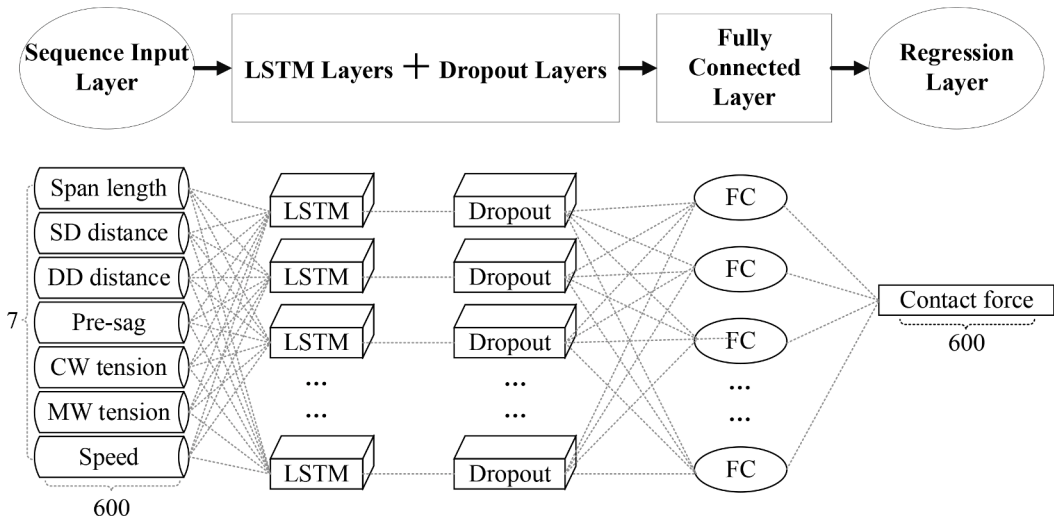 Sequence Input
Layer
LSTM Layers + Dropout Layers
Fully
Connected
Layer
Regression
Layer
Span length
SD distance
DD distance
Pre-sag
CW tension
MW tension
Speed
7
600
LSTM
LSTM
LSTM
...
...
LSTM
Dropout
Dropout
Dropout
...
...
Dropout
FC
FC
FC
...
...
FC
Contact force
600